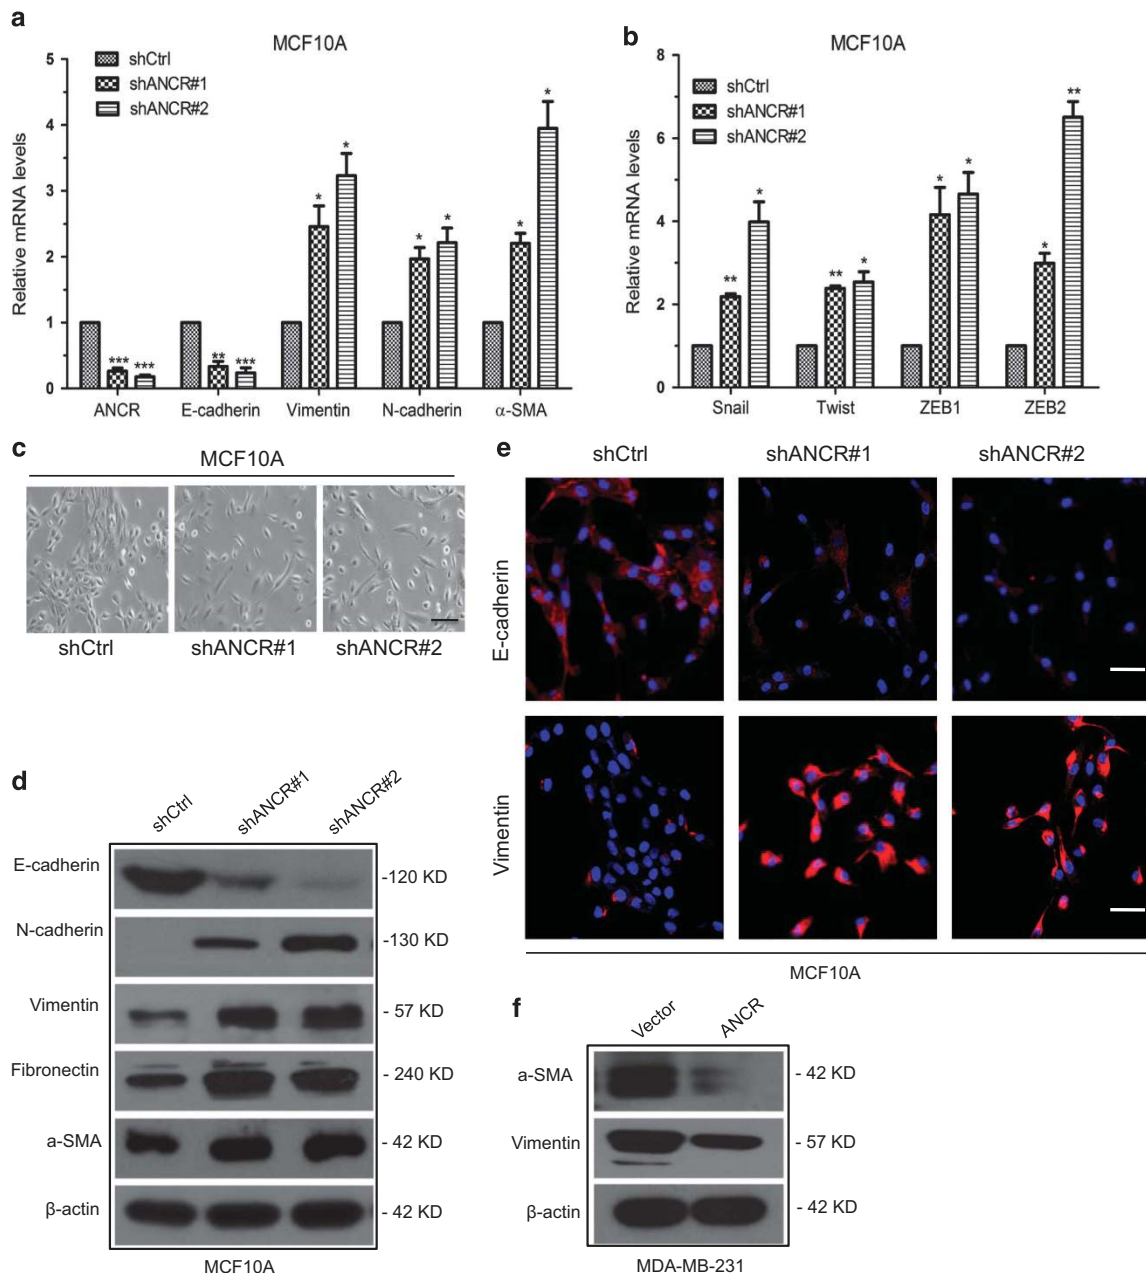 a
MCF10A
shCtrl
shANCR#1
shANCR#2
Relative mRNA levels
5
4
3
2
1
0
*** ***
** ***
* *
* *
* *
ANCR E-cadherin Vimentin N-cadherin α-SMA
b
MCF10A
shCtrl
shANCR#1
shANCR#2
Relative mRNA levels
8
6
4
2
0
** *
** *
* *
* **
Snail Twist ZEB1 ZEB2
c
MCF10A
shCtrl shANCR#1 shANCR#2
d
shCtrl shANCR#1 shANCR#2
E-cadherin -120 KD
N-cadherin -130 KD
Vimentin - 57 KD
Fibronectin - 240 KD
a-SMA - 42 KD
β-actin - 42 KD
MCF10A
e
shCtrl shANCR#1 shANCR#2
E-cadherin
Vimentin
MCF10A
f
Vector ANCR
a-SMA - 42 KD
Vimentin - 57 KD
β-actin - 42 KD
MDA-MB-231